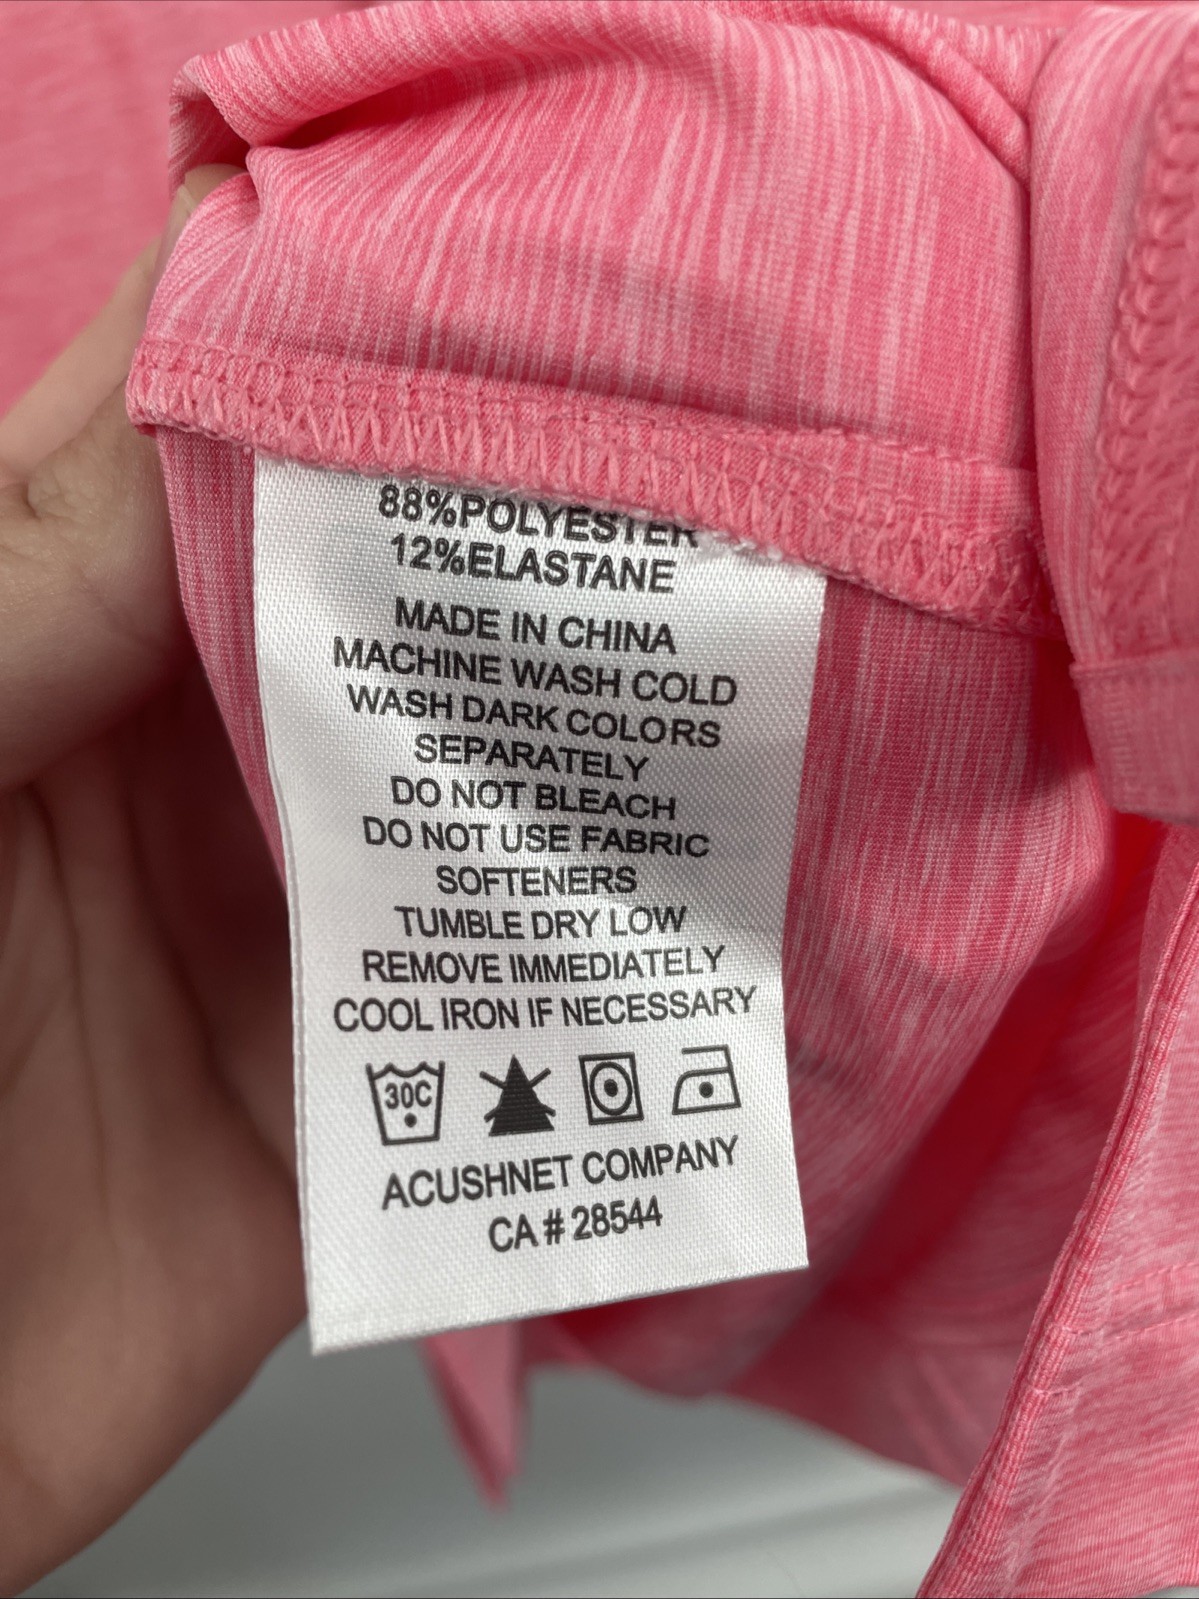 88%POLYESTER
12%ELASTANE
MADE IN CHINA
MACHINE WASH COLD
WASH DARK COLORS
SEPARATELY
DO NOT BLEACH
DO NOT USE FABRIC
SOFTENERS
TUMBLE DRY LOW
REMOVE IMMEDIATELY
COOL IRON IF NECESSARY
30C
ACUSHNET COMPANY
CA # 28544